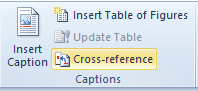 Insert Table of Figures
Update Table
Insert
Caption
Cross-reference
Captions